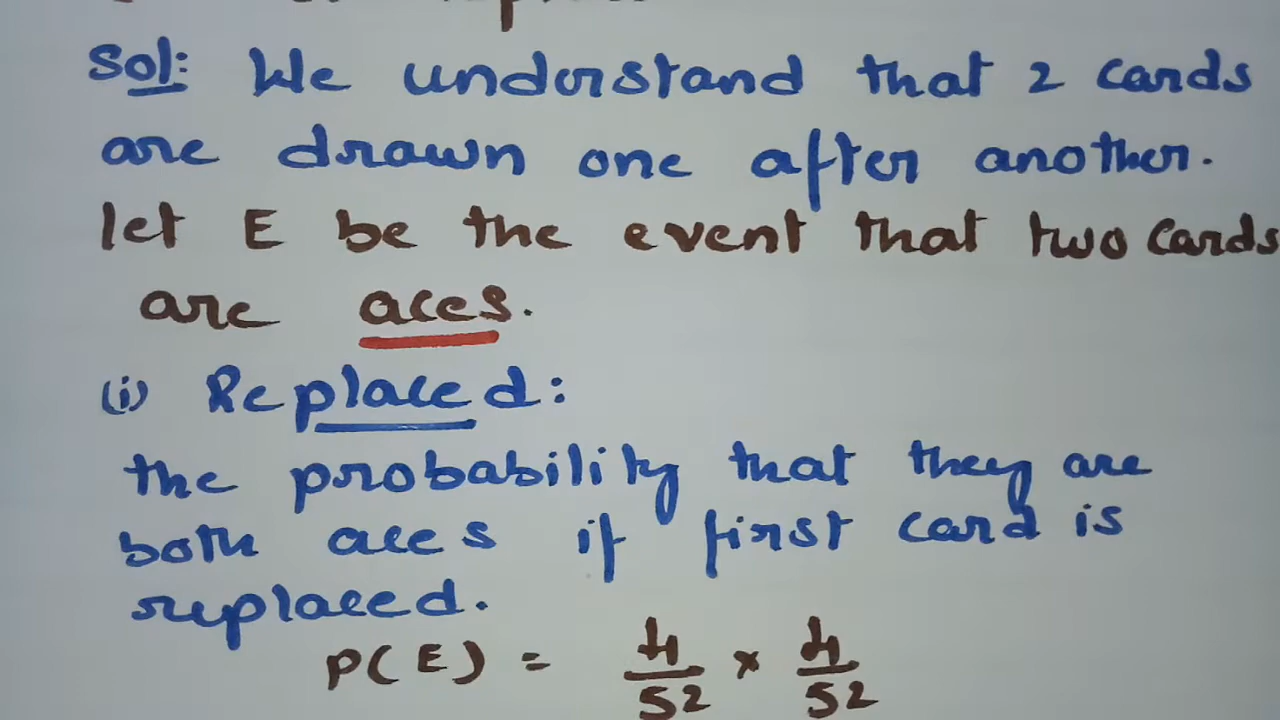 Sol: We understand that 2 cards
are drawn one after another.
let E be the event that two cards
are aces.
(i) Replaced:
the probability that they are
both aces if first card is
replaced.
P(E) = 4/52 × 4/52